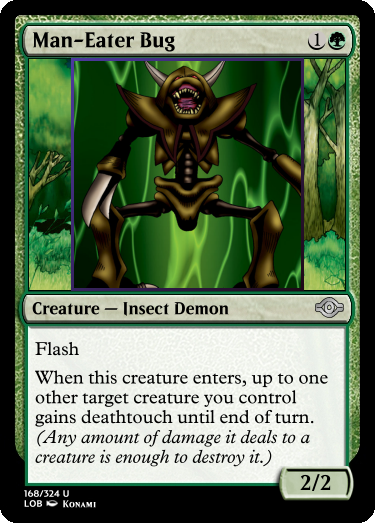 Man-Eater Bug 1
Creature — Insect Demon
Flash
When this creature enters, up to one
other target creature you control
gains deathtouch until end of turn.
(Any amount of damage it deals to a
creature is enough to destroy it.)
2/2
168/324 U
LOB Konami